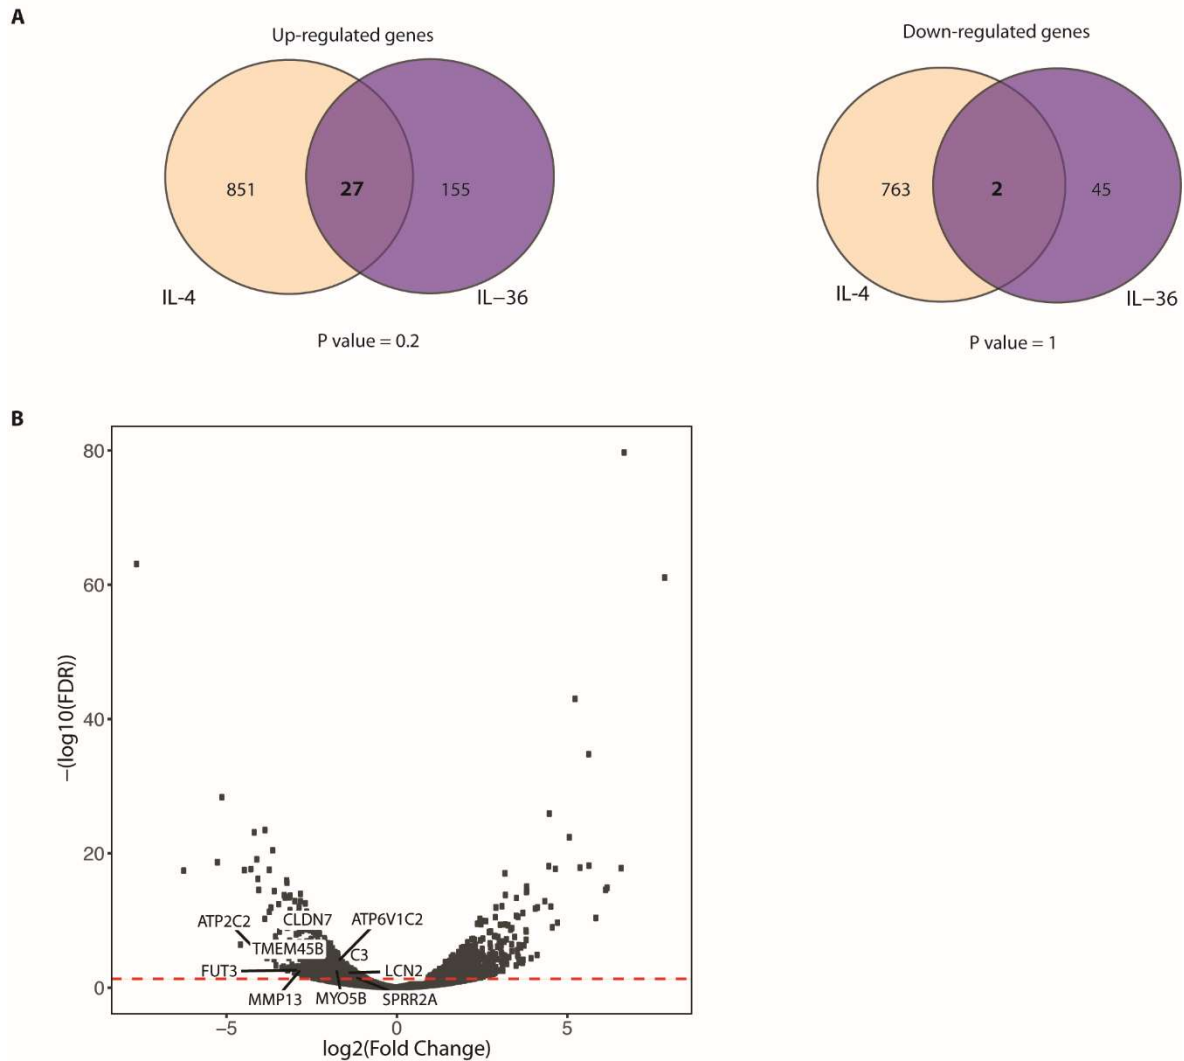 A
Up-regulated genes
Down-regulated genes
851
27
155
763
2
45
IL-4
IL−36
IL-4
IL−36
P value = 0.2
P value = 1
B
80
60
40
20
0
−(log10(FDR))
ATP2C2
CLDN7
ATP6V1C2
TMEM45B
C3
FUT3
LCN2
MMP13
MYO5B
SPRR2A
−5
0
5
log2(Fold Change)